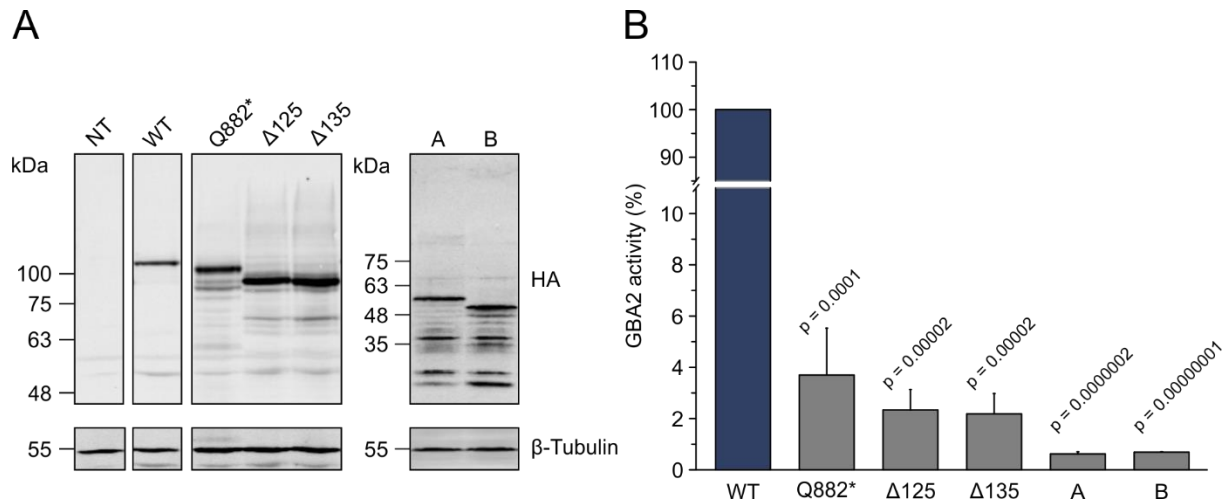 A
NT
WT
Q882*
Δ125
Δ135
A
B
kDa
100
75
63
48
55
kDa
75
63
48
35
55
HA
β-Tubulin
B
GBA2 activity (%)
110
100
90
10
8
6
4
2
0
p = 0.0001
p = 0.00002
p = 0.00002
p = 0.0000002
p = 0.00000001
WT
Q882*
Δ125
Δ135
A
B